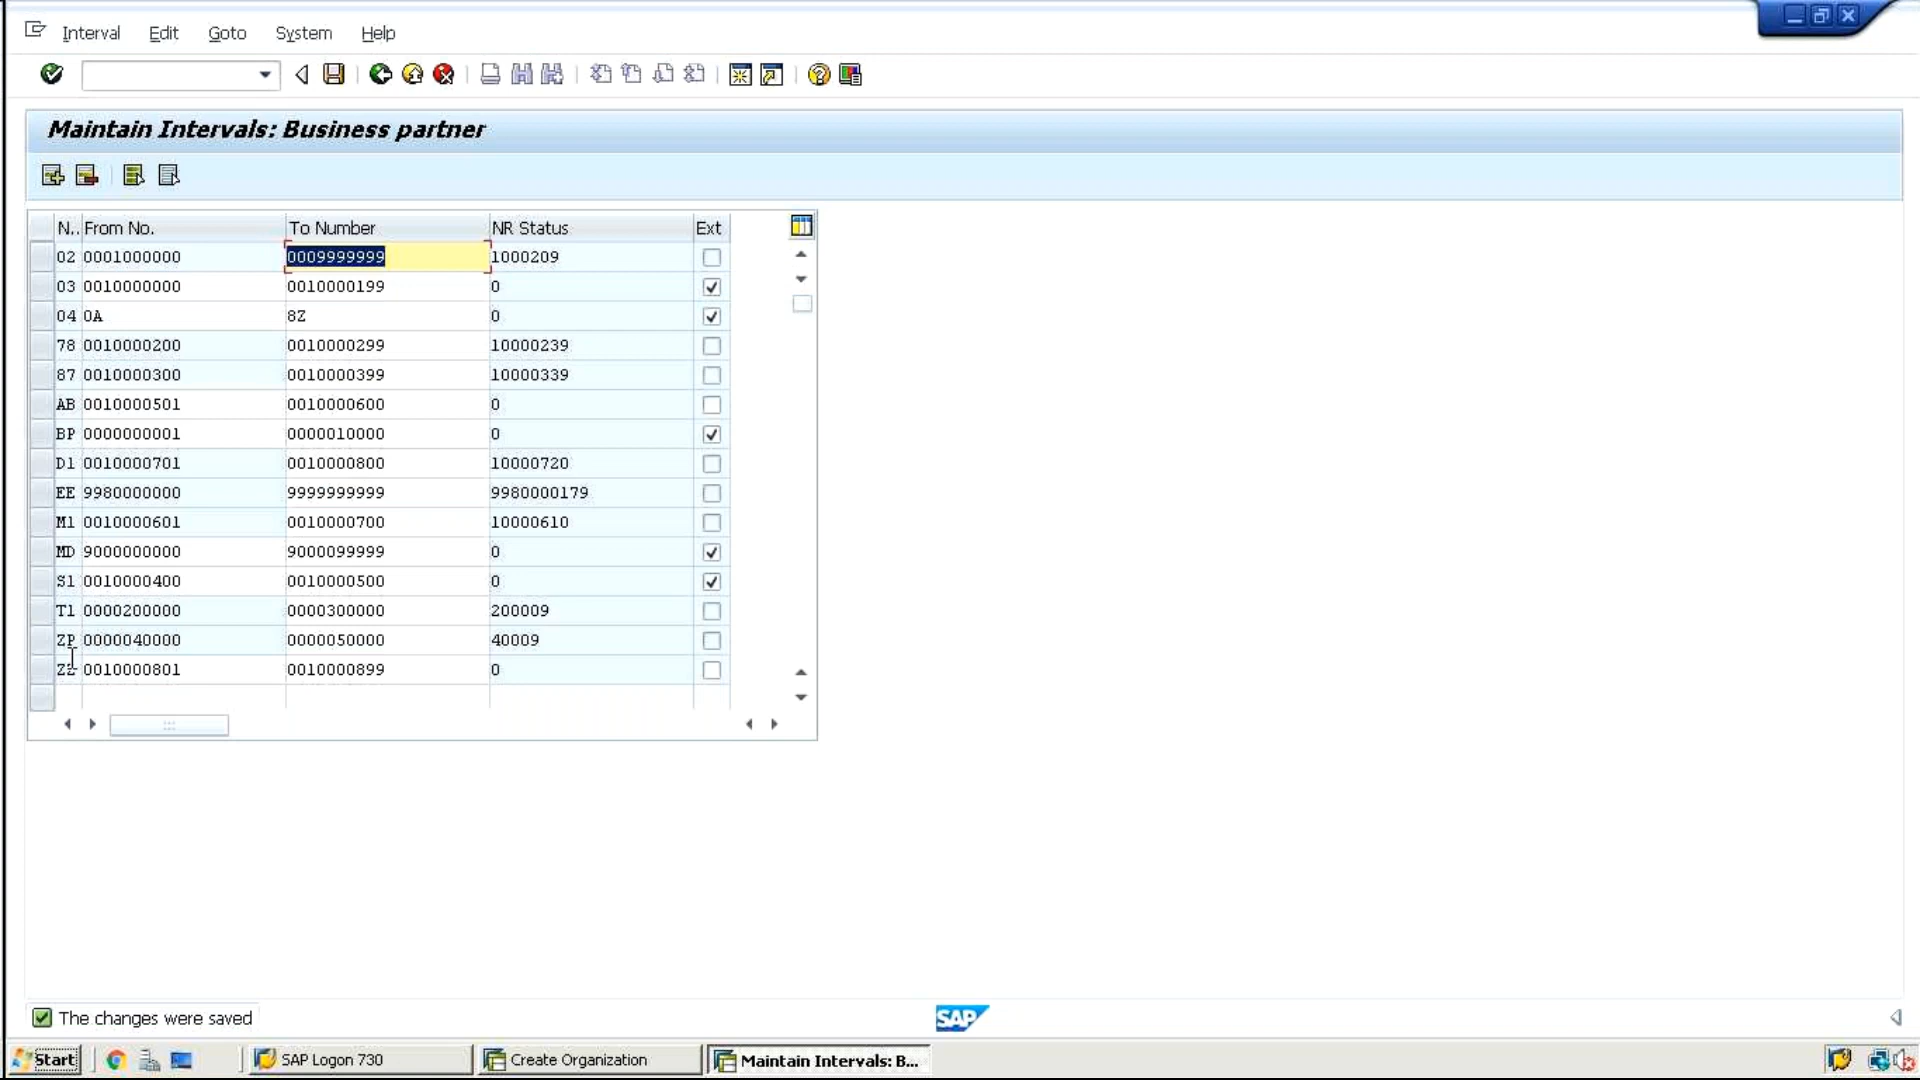 Interval Edit Goto System Help
Maintain Intervals: Business partner
N.. From No. To Number NR Status Ext
02 0001000000 0009999999 1000209
03 0010000000 0010000199 0
04 0A 8Z 0
78 0010000200 0010000299 10000239
87 0010000300 0010000399 10000339
AB 0010000501 0010000600 0
BP 0000000001 0000010000 0
D1 0010000701 0010000800 10000720
EE 9980000000 9999999999 9980000179
M1 0010000601 0010000700 10000610
MD 9000000000 9000099999 0
S1 0010000400 0010000500 0
T1 0000200000 0000300000 200009
ZP 0000040000 0000050000 40009
ZZ 0010000801 0010000899 0
The changes were saved
SAP
Start SAP Logon 730 Create Organization Maintain Intervals: B...